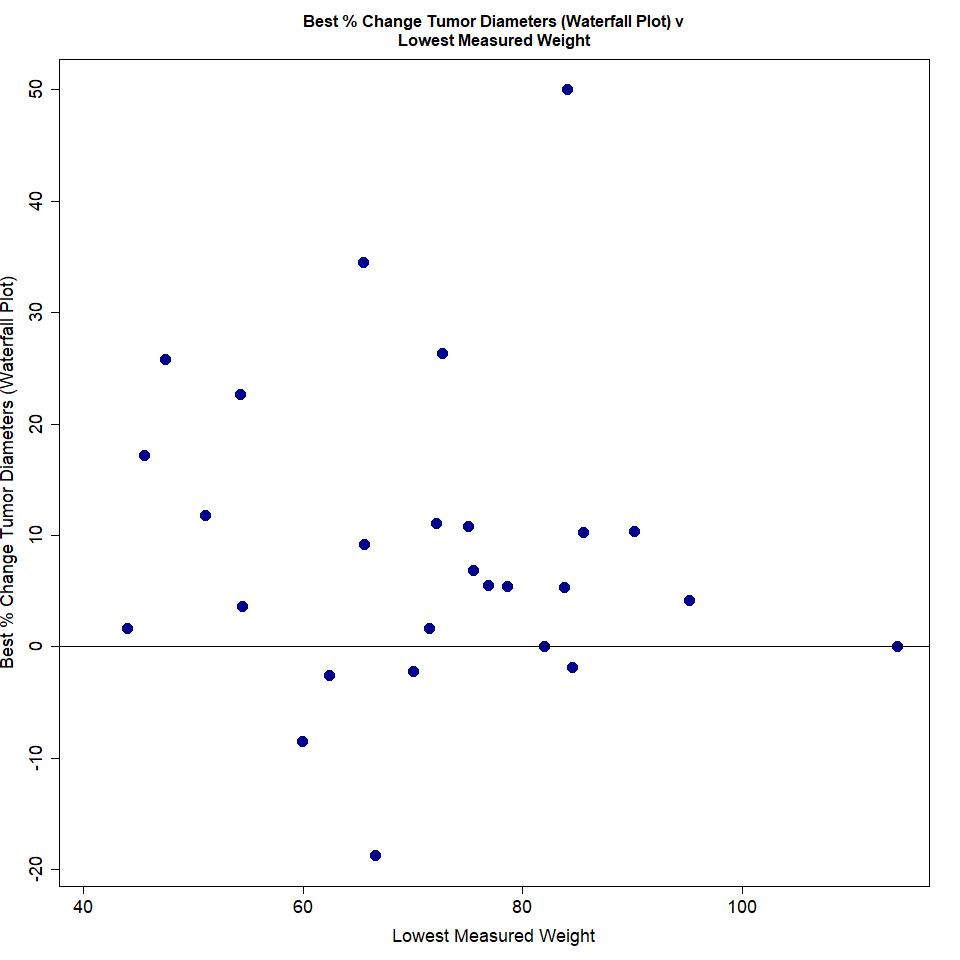 Best % Change Tumor Diameters (Waterfall Plot) v
Lowest Measured Weight
Best % Change Tumor Diameters (Waterfall Plot)
50
40
30
20
10
0
-10
-20
40 60 80 100
Lowest Measured Weight